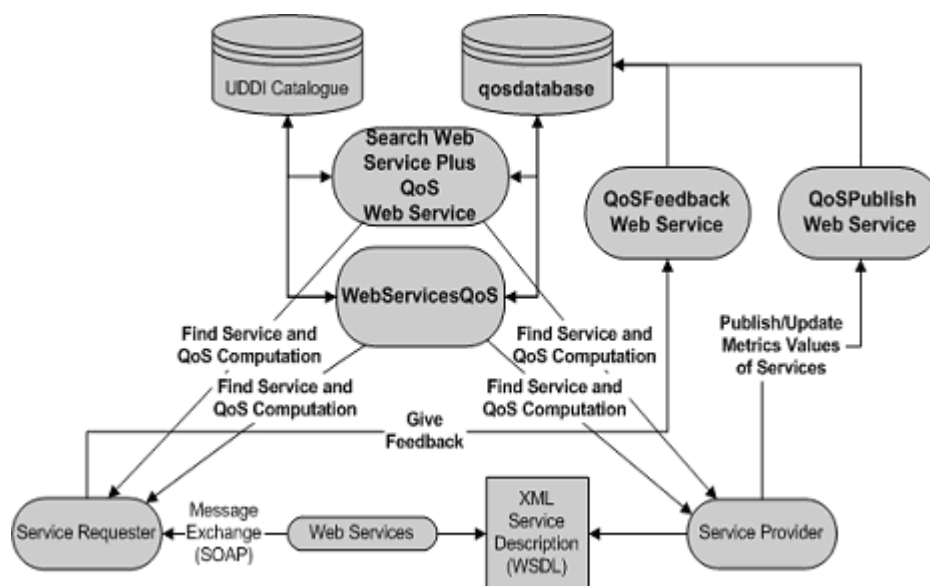 UDDI Catalogue
qosdatabase
Search Web
Service Plus
QoS
Web Service
QoSFeedback
Web Service
QoSPublish
Web Service
WebServicesQoS
Find Service and
QoS Computation
Find Service and
QoS Computation
Publish/Update
Metrics Values
of Services
Find Service and
QoS Computation
Find Service and
QoS Computation
Give
Feedback
Service Requester
Message
Exchange
(SOAP)
Web Services
XML
Service
Description
(WSDL)
Service Provider